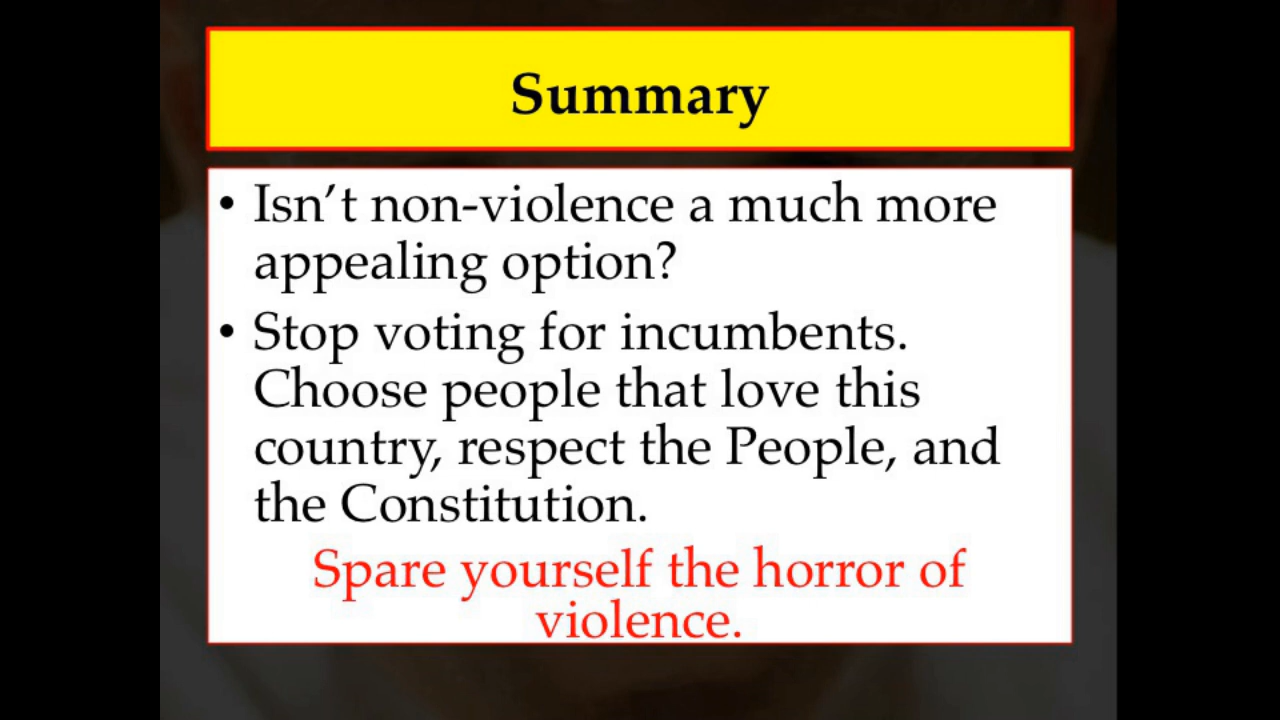 Summary
• Isn’t non-violence a much more
appealing option?
• Stop voting for incumbents.
Choose people that love this
country, respect the People, and
the Constitution.
Spare yourself the horror of
violence.